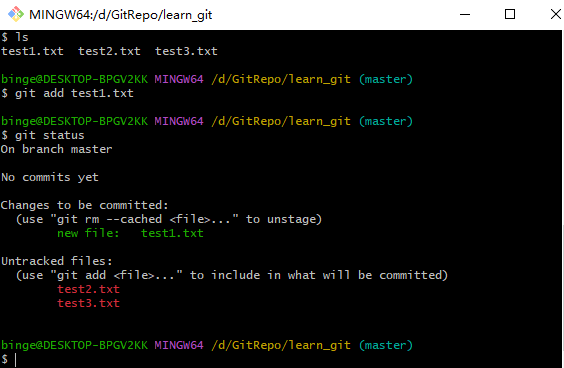 MINGW64:/d/GitRepo/learn_git
$ ls
test1.txt  test2.txt  test3.txt
binge@DESKTOP-BPGV2KK MINGW64 /d/GitRepo/learn_git (master)
$ git add test1.txt
binge@DESKTOP-BPGV2KK MINGW64 /d/GitRepo/learn_git (master)
$ git status
On branch master
No commits yet
Changes to be committed:
  (use "git rm --cached <file>..." to unstage)
        new file:   test1.txt
Untracked files:
  (use "git add <file>..." to include in what will be committed)
        test2.txt
        test3.txt
binge@DESKTOP-BPGV2KK MINGW64 /d/GitRepo/learn_git (master)
$